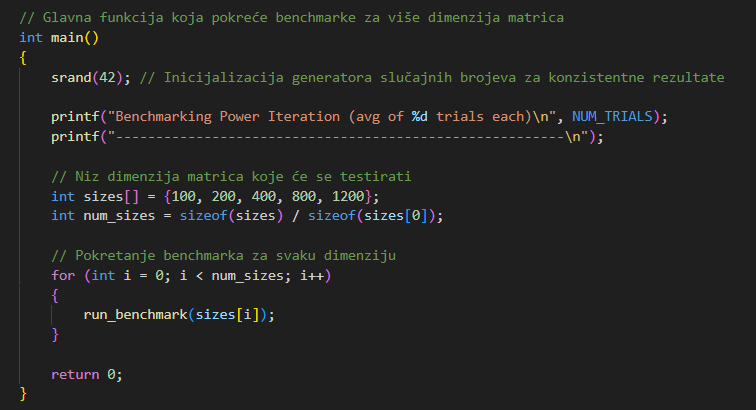 // Glavna funkcija koja pokreće benchmarke za više dimenzija matrica
int main()
{
    srand(42); // Inicijalizacija generatora slučajnih brojeva za konzistentne rezultate

    printf("Benchmarking Power Iteration (avg of %d trials each)\n", NUM_TRIALS);
    printf("--------------------------------------------------------\n");

    // Niz dimenzija matrica koje će se testirati
    int sizes[] = {100, 200, 400, 800, 1200};
    int num_sizes = sizeof(sizes) / sizeof(sizes[0]);

    // Pokretanje benchmarka za svaku dimenziju
    for (int i = 0; i < num_sizes; i++)
    {
        run_benchmark(sizes[i]);
    }

    return 0;
}